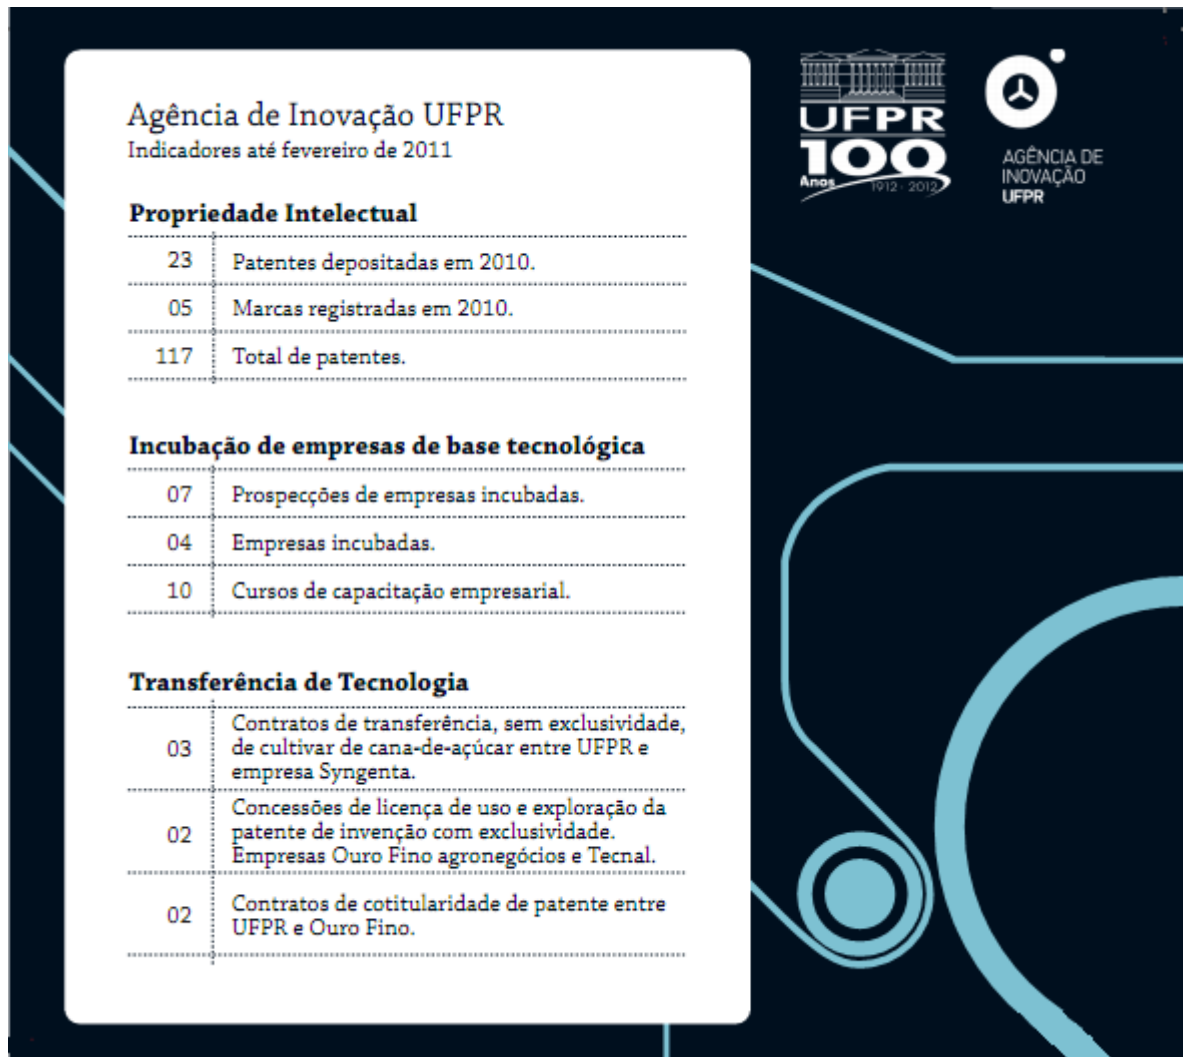 Agência de Inovação UFPR
Indicadores até fevereiro de 2011
Propriedade Intelectual
23 Patentes depositadas em 2010.
05 Marcas registradas em 2010.
117 Total de patentes.
Incubação de empresas de base tecnológica
07 Prospecções de empresas incubadas.
04 Empresas incubadas.
10 Cursos de capacitação empresarial.
Transferência de Tecnologia
03 Contratos de transferência, sem exclusividade,
de cultivar de cana-de-açúcar entre UFPR e
empresa Syngenta.
02 Concessões de licença de uso e exploração da
patente de invenção com exclusividade.
Empresas Ouro Fino agronegócios e Tecnal.
02 Contratos de cotitularidade de patente entre
UFPR e Ouro Fino.
UFPR
100
Anos 1912 - 2012
AGÊNCIA DE
INOVAÇÃO
UFPR